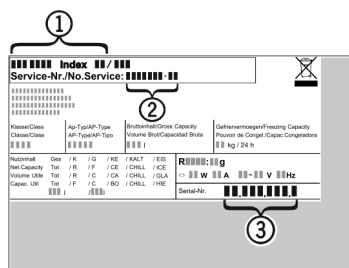 1
Index /
Service-Nr./No.Service: -
2
Klasse/Class
Classe/Class
Ag-Typ/AP-Type
AP-Type/AP-Tipo
Bruttoinhalt/Gross Capacity
Volume Brut/Capacidad Bruta
l
Gefriervermoegen/Freezing Capacity
Pouvoir de Congel./Capac.Congeladora
kg / 24 h
Nutzinhalt Ges / K / G / KE / KALT / EIS
Net.Capacity Tot / R / F / CE / CHILL / ICE
Volume Utile Tot / R / C / CA / CHILL / GLA
Capac. Util Tot / F / C / BO / CHILL / HIE
l / l
R : g
W A - V Hz
Serial-Nr. . . .
3